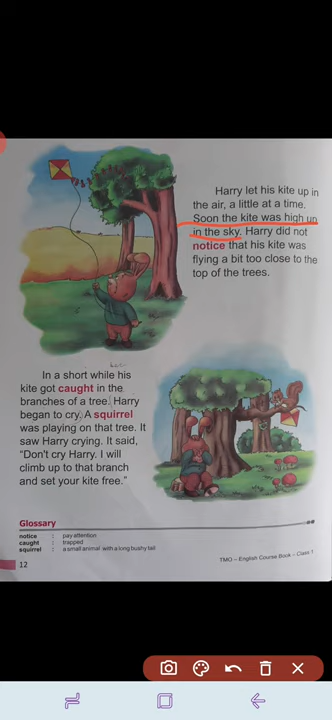 Harry let his kite up in
the air, a little at a time.
Soon the kite was high up
in the sky. Harry did not
notice that his kite was
flying a bit too close to the
top of the trees.
In a short while his
kite got caught in the
branches of a tree. Harry
began to cry. A squirrel
was playing on that tree. It
saw Harry crying. It said,
"Don't cry Harry. I will
climb up to that branch
and set your kite free."
Glossary
notice : pay attention
caught : trapped
squirrel : a small animal with a long bushy tail
12
TMO – English Course Book – Class 1